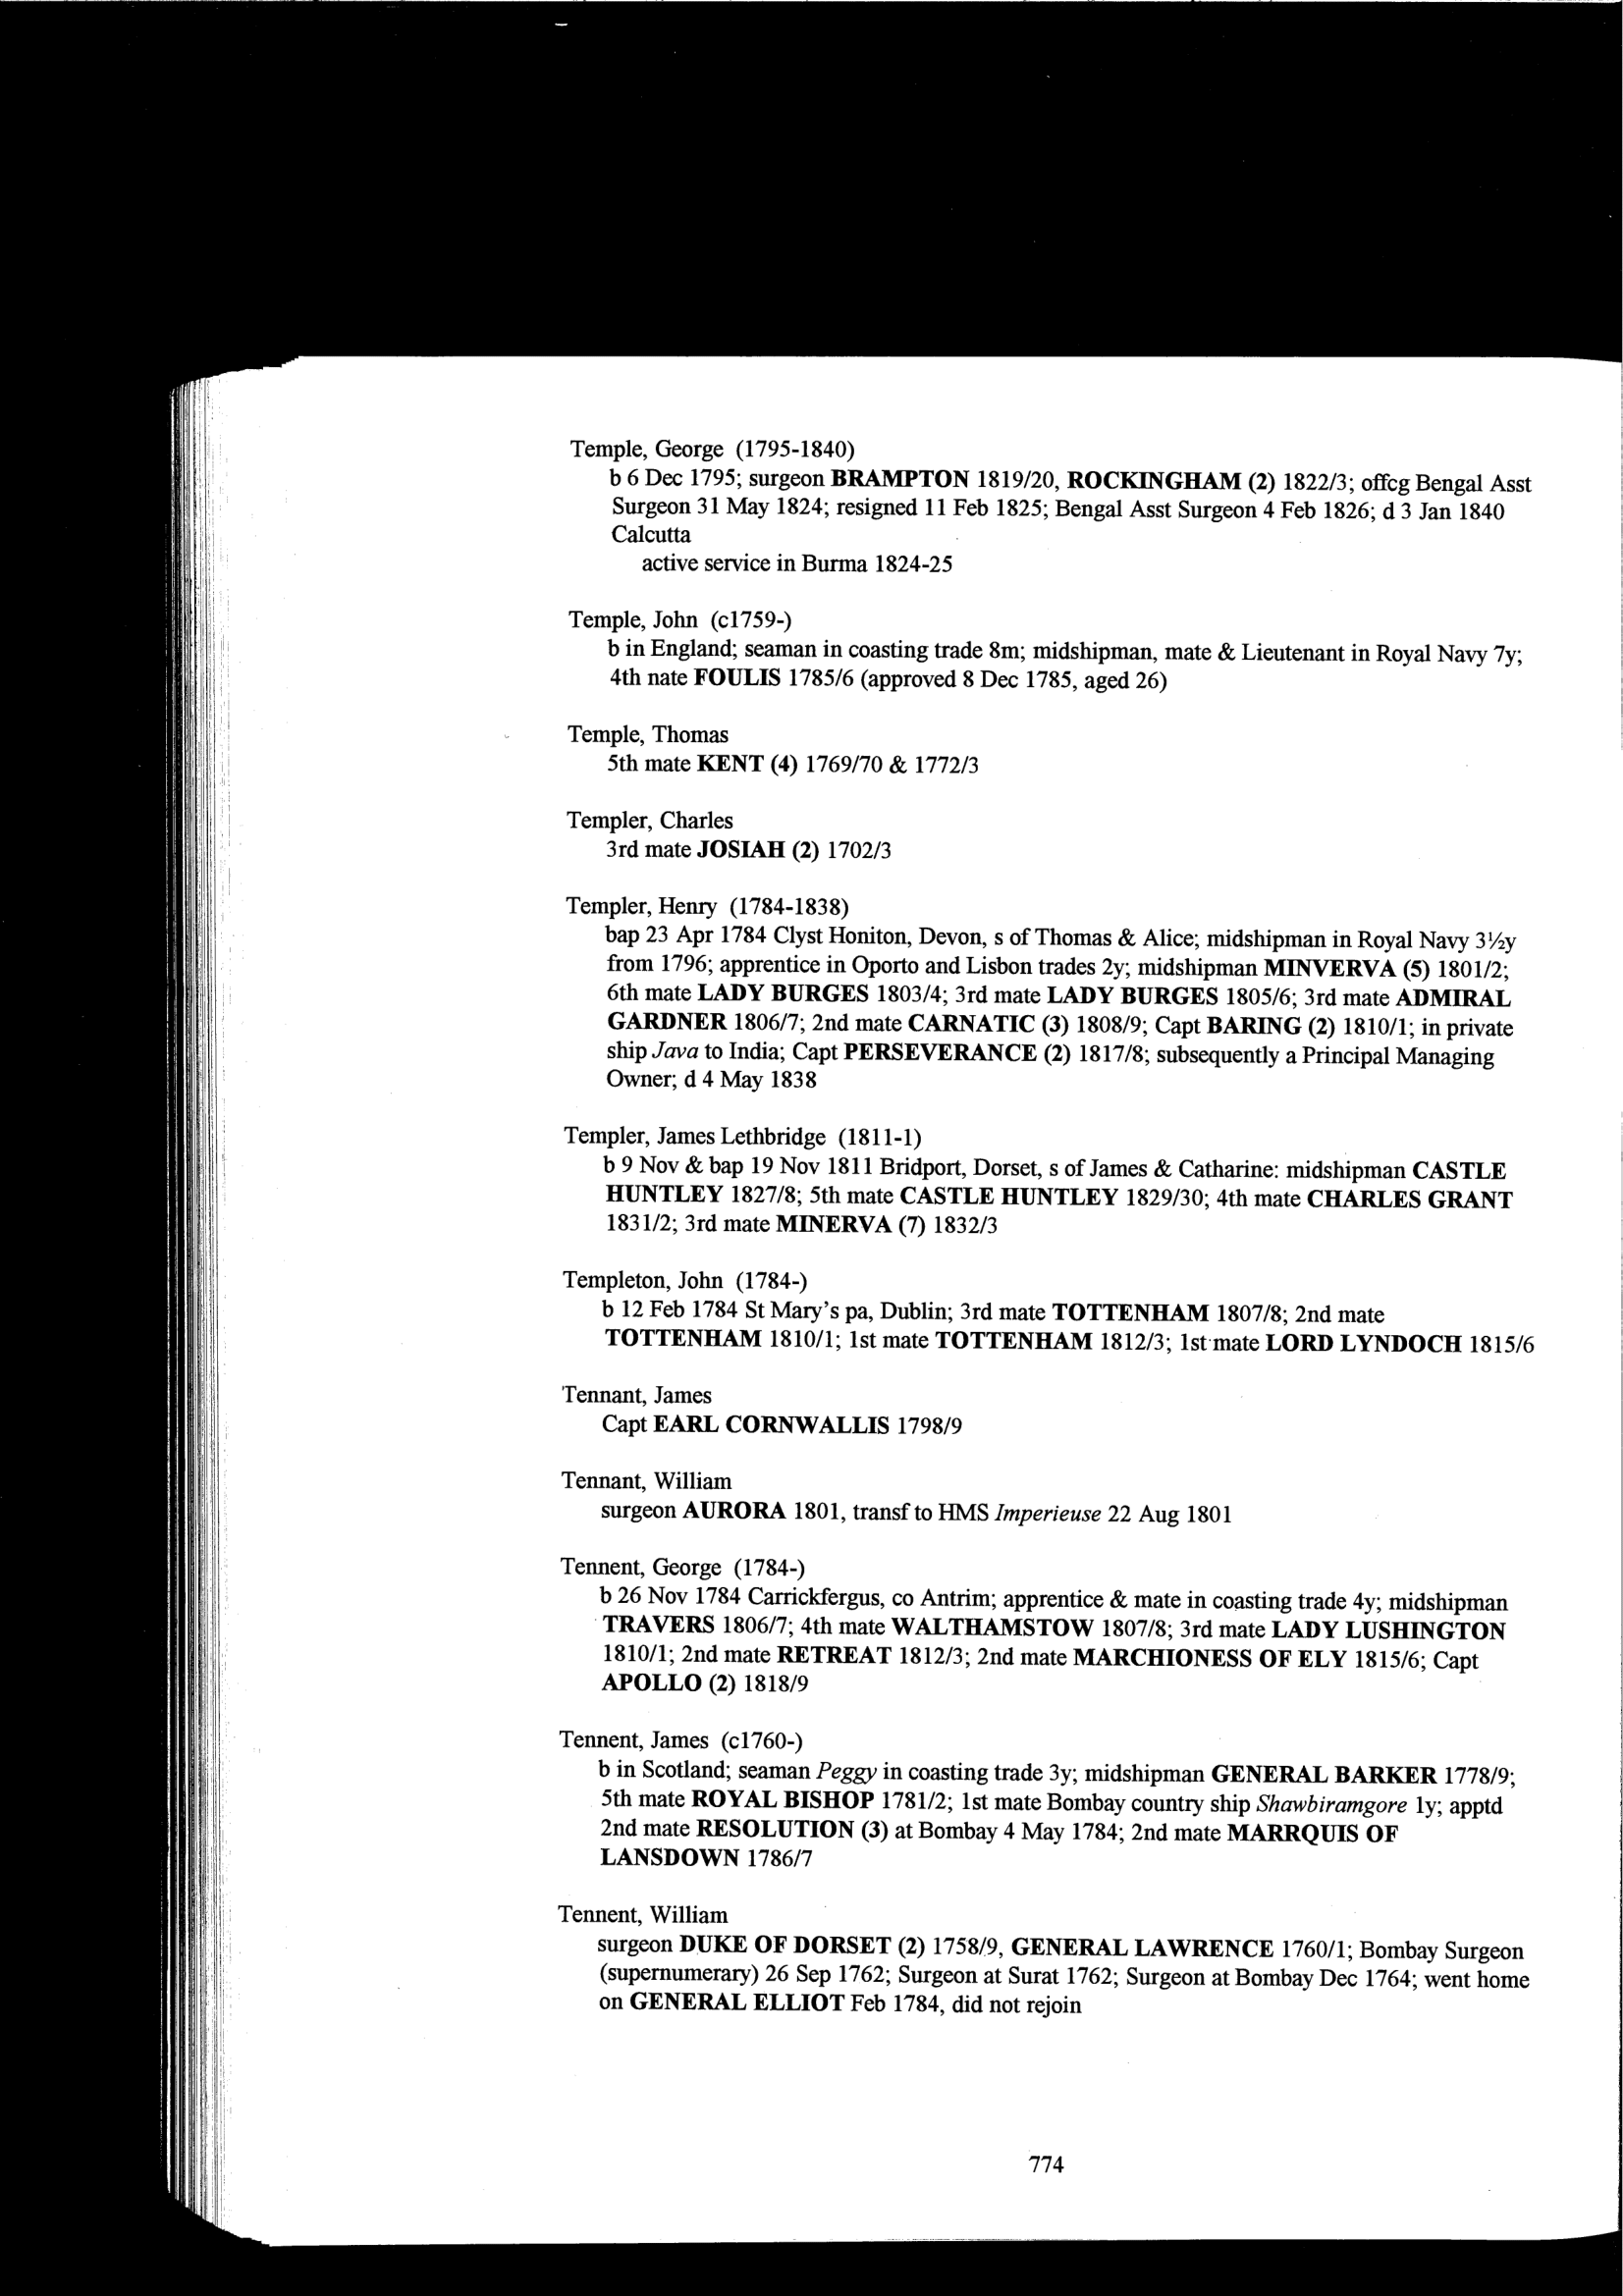 Temple, George (1795-1840)
b 6 Dec 1795; surgeon BRAMPTON 1819/20, ROCKINGHAM (2) 1822/3; offcg Bengal Asst
Surgeon 31 May 1824; resigned 11 Feb 1825; Bengal Asst Surgeon 4 Feb 1826; d 3 Jan 1840
Calcutta
active service in Burma 1824-25
Temple, John (c1759-)
b in England; seaman in coasting trade 8m; midshipman, mate & Lieutenant in Royal Navy 7y;
4th nate FOULIS 1785/6 (approved 8 Dec 1785, aged 26)
Temple, Thomas
5th mate KENT (4) 1769/70 & 1772/3
Templer, Charles
3rd mate JOSIAH (2) 1702/3
Templer, Henry (1784-1838)
bap 23 Apr 1784 Clyst Honiton, Devon, s of Thomas & Alice; midshipman in Royal Navy 3½y
from 1796; apprentice in Oporto and Lisbon trades 2y; midshipman MINVERVA (5) 1801/2;
6th mate LADY BURGES 1803/4; 3rd mate LADY BURGES 1805/6; 3rd mate ADMIRAL
GARDNER 1806/7; 2nd mate CARNATIC (3) 1808/9; Capt BARING (2) 1810/1; in private
ship Java to India; Capt PERSEVERANCE (2) 1817/8; subsequently a Principal Managing
Owner; d 4 May 1838
Templer, James Lethbridge (1811-1)
b 9 Nov & bap 19 Nov 1811 Bridport, Dorset, s of James & Catharine: midshipman CASTLE
HUNTLEY 1827/8; 5th mate CASTLE HUNTLEY 1829/30; 4th mate CHARLES GRANT
1831/2; 3rd mate MINERVA (7) 1832/3
Templeton, John (1784-)
b 12 Feb 1784 St Mary's pa, Dublin; 3rd mate TOTTENHAM 1807/8; 2nd mate
TOTTENHAM 1810/1; 1st mate TOTTENHAM 1812/3; 1st mate LORD LYNDOCH 1815/6
Tennant, James
Capt EARL CORNWALLIS 1798/9
Tennant, William
surgeon AURORA 1801, transf to HMS Imperieuse 22 Aug 1801
Tennent, George (1784-)
b 26 Nov 1784 Carrickfergus, co Antrim; apprentice & mate in coasting trade 4y; midshipman
TRAVERS 1806/7; 4th mate WALTHAMSTOW 1807/8; 3rd mate LADY LUSHINGTON
1810/1; 2nd mate RETREAT 1812/3; 2nd mate MARCHIONESS OF ELY 1815/6; Capt
APOLLO (2) 1818/9
Tennent, James (c1760-)
b in Scotland; seaman Peggy in coasting trade 3y; midshipman GENERAL BARKER 1778/9;
5th mate ROYAL BISHOP 1781/2; 1st mate Bombay country ship Shawbiramgore 1y; apptd
2nd mate RESOLUTION (3) at Bombay 4 May 1784; 2nd mate MARRQUIS OF
LANSDOWN 1786/7
Tennent, William
surgeon DUKE OF DORSET (2) 1758/9, GENERAL LAWRENCE 1760/1; Bombay Surgeon
(supernumerary) 26 Sep 1762; Surgeon at Surat 1762; Surgeon at Bombay Dec 1764; went home
on GENERAL ELLIOT Feb 1784, did not rejoin
774